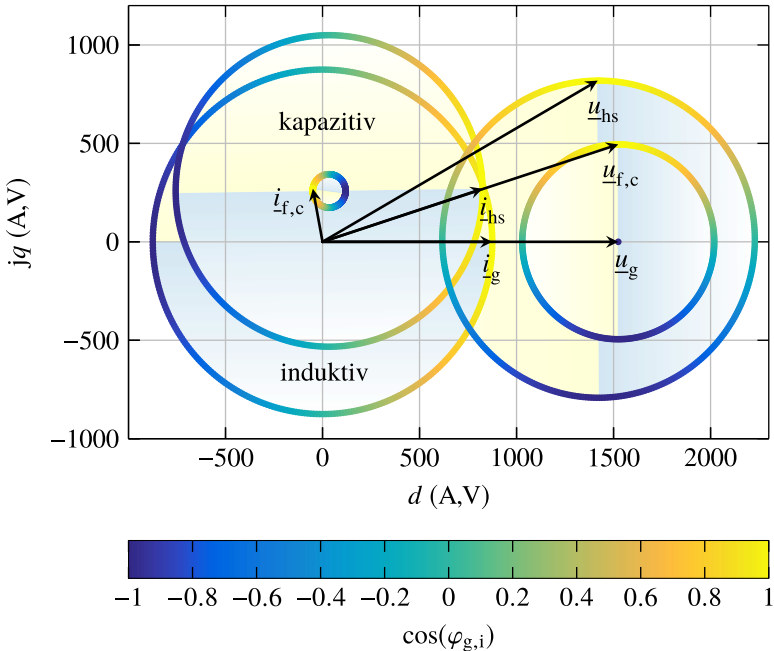 1000
500
0
−500
−1000
jq (A,V)
kapazitiv
induktiv
i_f,c
i_hs
i_g
u_hs
u_f,c
u_g
−500 0 500 1000 1500 2000
d (A,V)
−1 −0.8 −0.6 −0.4 −0.2 0 0.2 0.4 0.6 0.8 1
cos(φ_g,i)